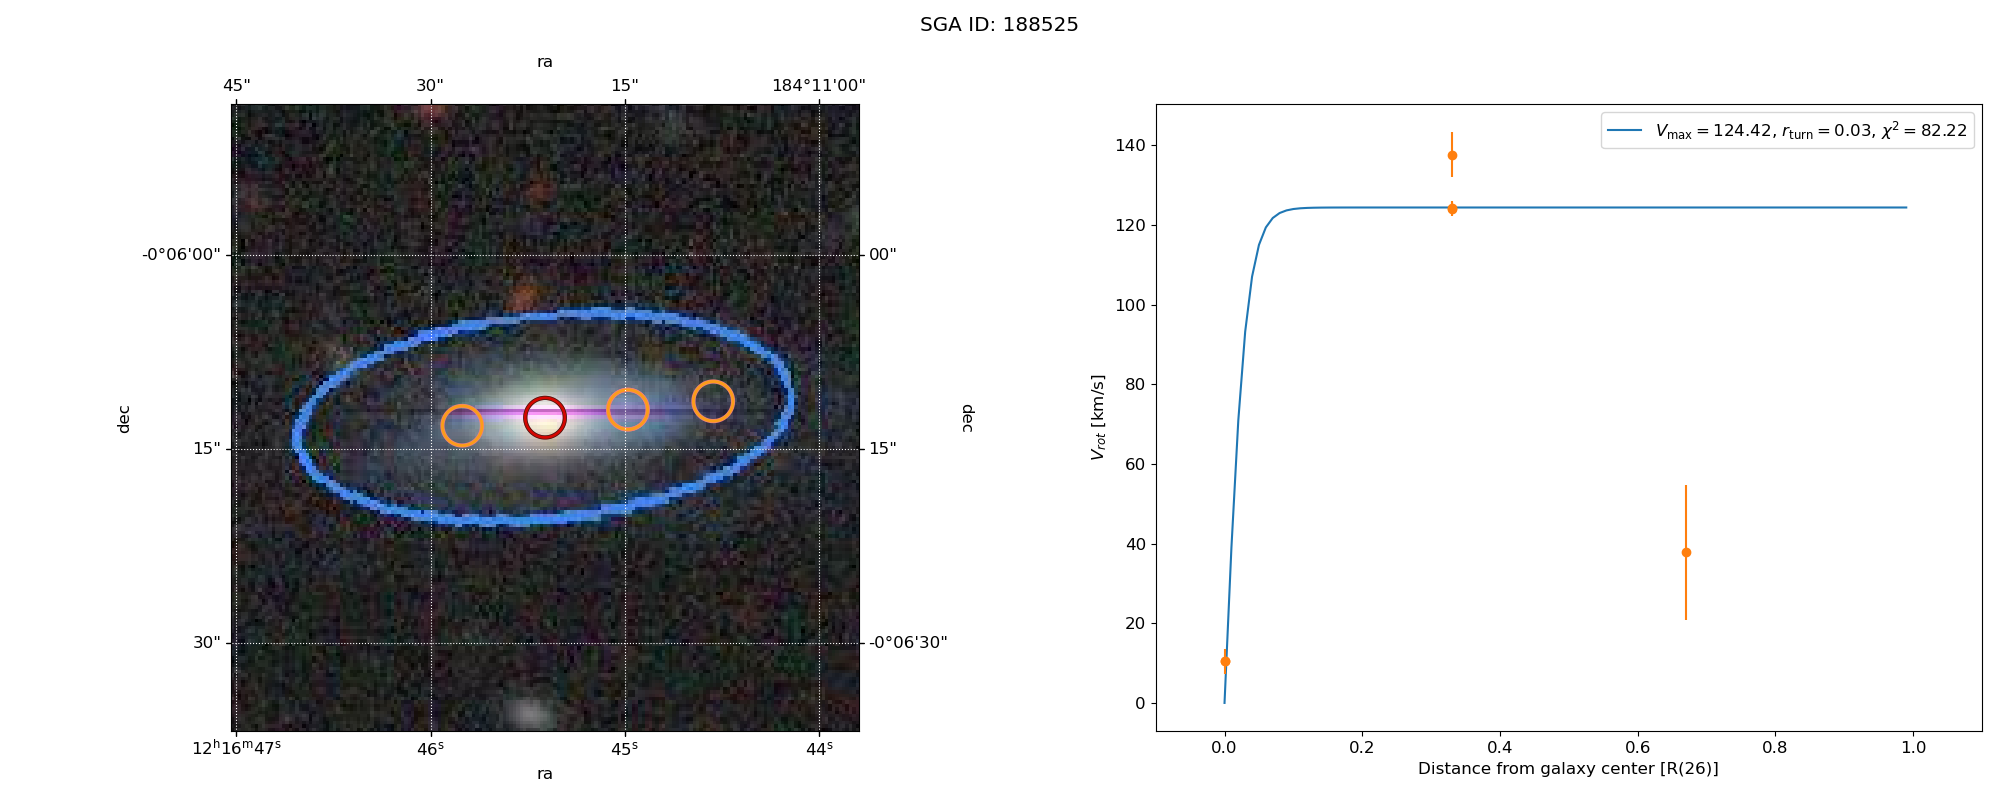 SGA ID: 188525
ra
45" 30" 15" 184°11'00"
-0°06'00" 00"
dec dec
15" 15"
30" -0°06'30"
12ʰ16ᵐ47ˢ 46ˢ 45ˢ 44ˢ
ra
V_max = 124.42, r_turn = 0.03, χ² = 82.22
140
120
100
80
V_rot [km/s]
60
40
20
0
0.0 0.2 0.4 0.6 0.8 1.0
Distance from galaxy center [R(26)]